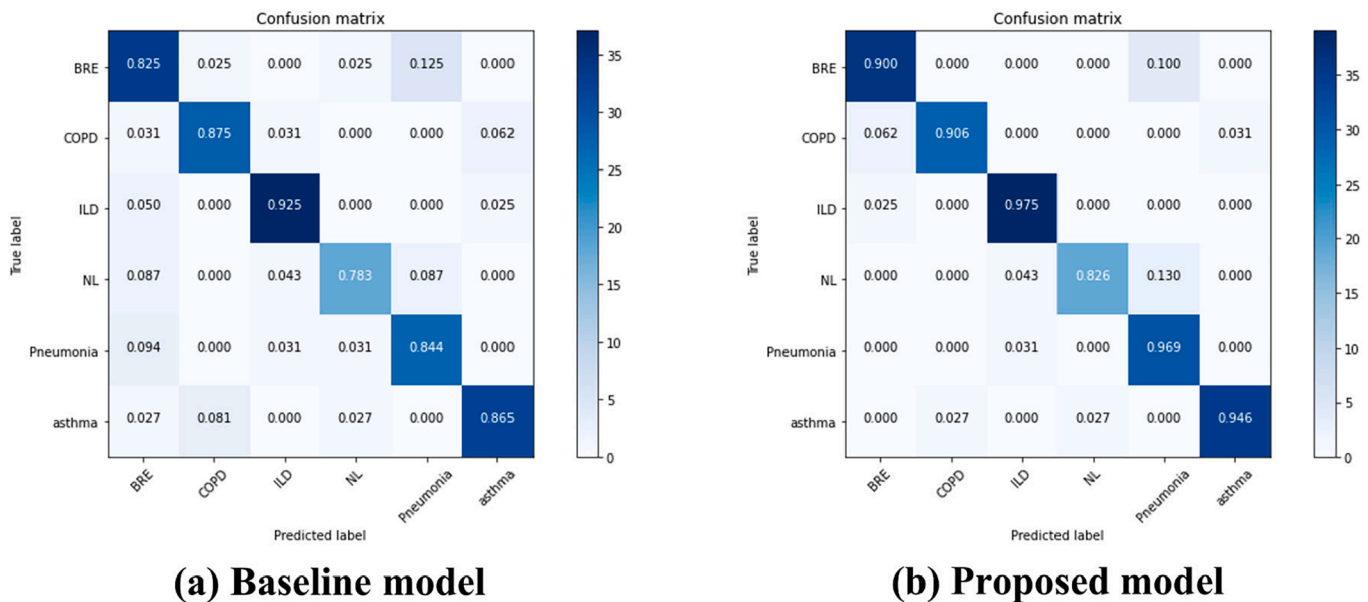 Confusion matrix
BRE 0.825 0.025 0.000 0.025 0.125 0.000
COPD 0.031 0.875 0.031 0.000 0.000 0.062
ILD 0.050 0.000 0.925 0.000 0.000 0.025
NL 0.087 0.000 0.043 0.783 0.087 0.000
Pneumonia 0.094 0.000 0.031 0.031 0.844 0.000
asthma 0.027 0.081 0.000 0.027 0.000 0.865
True label
BRE COPD ILD NL Pneumonia asthma
Predicted label
35
30
25
20
15
10
5
0
(a) Baseline model
Confusion matrix
BRE 0.900 0.000 0.000 0.000 0.100 0.000
COPD 0.062 0.906 0.000 0.000 0.000 0.031
ILD 0.025 0.000 0.975 0.000 0.000 0.000
NL 0.000 0.000 0.043 0.826 0.130 0.000
Pneumonia 0.000 0.000 0.031 0.000 0.969 0.000
asthma 0.000 0.027 0.000 0.027 0.000 0.946
True label
BRE COPD ILD NL Pneumonia asthma
Predicted label
35
30
25
20
15
10
5
0
(b) Proposed model